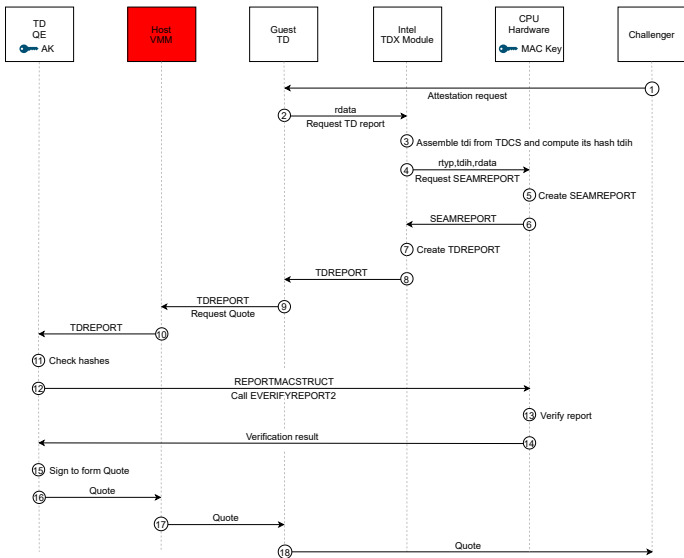 TD
QE
AK
Host
VMM
Guest
TD
Intel
TDX Module
CPU
Hardware
MAC Key
Challenger
1
Attestation request
2
rdata
Request TD report
3 Assemble tdi from TDCS and compute its hash tdih
4
rtyp,tdih,rdata
Request SEAMREPORT
5 Create SEAMREPORT
SEAMREPORT
6
7 Create TDREPORT
TDREPORT
8
TDREPORT
9
Request Quote
TDREPORT
10
11 Check hashes
12
REPORTMACSTRUCT
Call EVERIFYREPORT2
13 Verify report
Verification result
14
15 Sign to form Quote
16
Quote
17
Quote
18
Quote